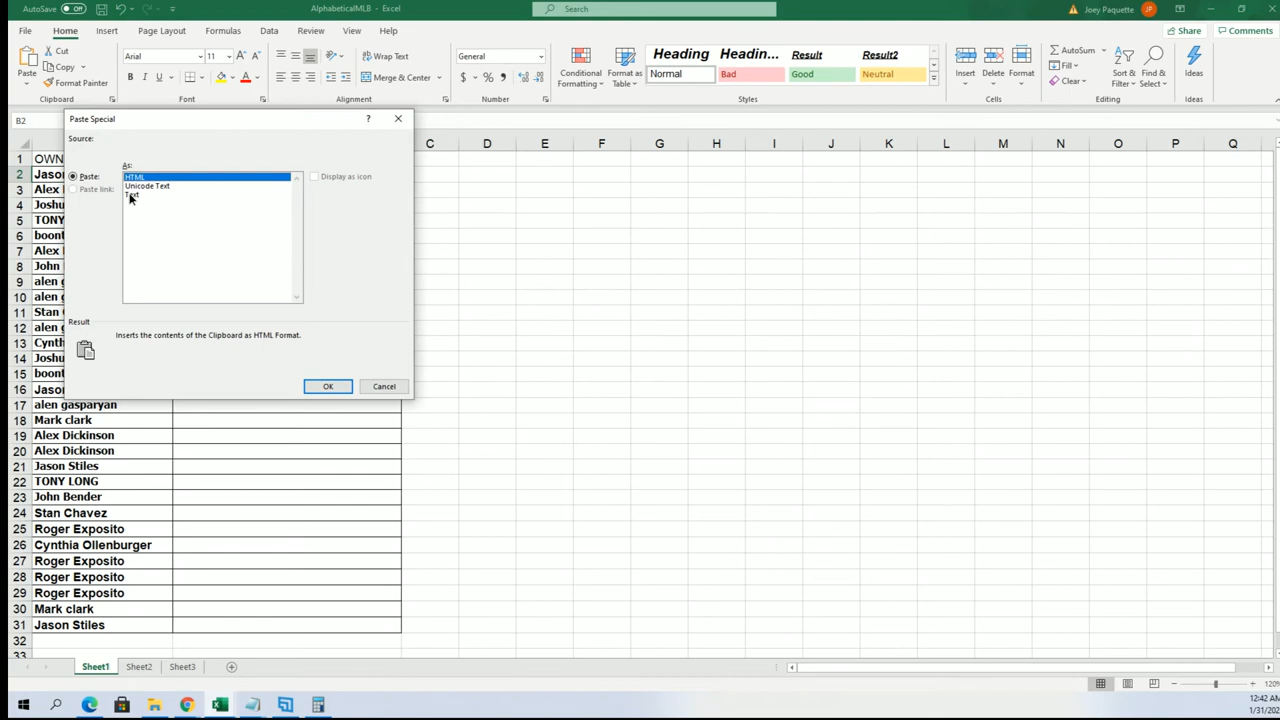 AutoSave Off
AlphabeticalMLB - Excel
Search
Joey Paquette JP
File Home Insert Page Layout Formulas Data Review View Help
Share Comments
Paste
Cut
Copy
Format Painter
Clipboard
Arial 11
B I U
Font
Wrap Text
Merge & Center
Alignment
General
$ % ,
Number
Conditional Formatting
Format as Table
Heading Headin... Result Result2
Normal Bad Good Neutral
Styles
Insert Delete Format
Cells
AutoSum
Fill
Clear
Sort & Filter
Find & Select
Editing
Ideas
Ideas
B2
Paste Special ?
Source:
As:
Paste:
Paste link:
HTML
Unicode Text
Text
Display as icon
Result
Inserts the contents of the Clipboard as HTML Format.
OK Cancel
C D E F G H I J K L M N O P Q
1 OWN
2 Jaso
3 Alex
4 Joshu
5 TONY
6 boont
7 Alex
8 John
9 alen g
10 alen g
11 Stan
12 alen g
13 Cynth
14 Joshu
15 boont
16 Jaso
17 alen gasparyan
18 Mark clark
19 Alex Dickinson
20 Alex Dickinson
21 Jason Stiles
22 TONY LONG
23 John Bender
24 Stan Chavez
25 Roger Exposito
26 Cynthia Ollenburger
27 Roger Exposito
28 Roger Exposito
29 Roger Exposito
30 Mark clark
31 Jason Stiles
32
33
Sheet1 Sheet2 Sheet3
120%
12:42 AM
1/31/202